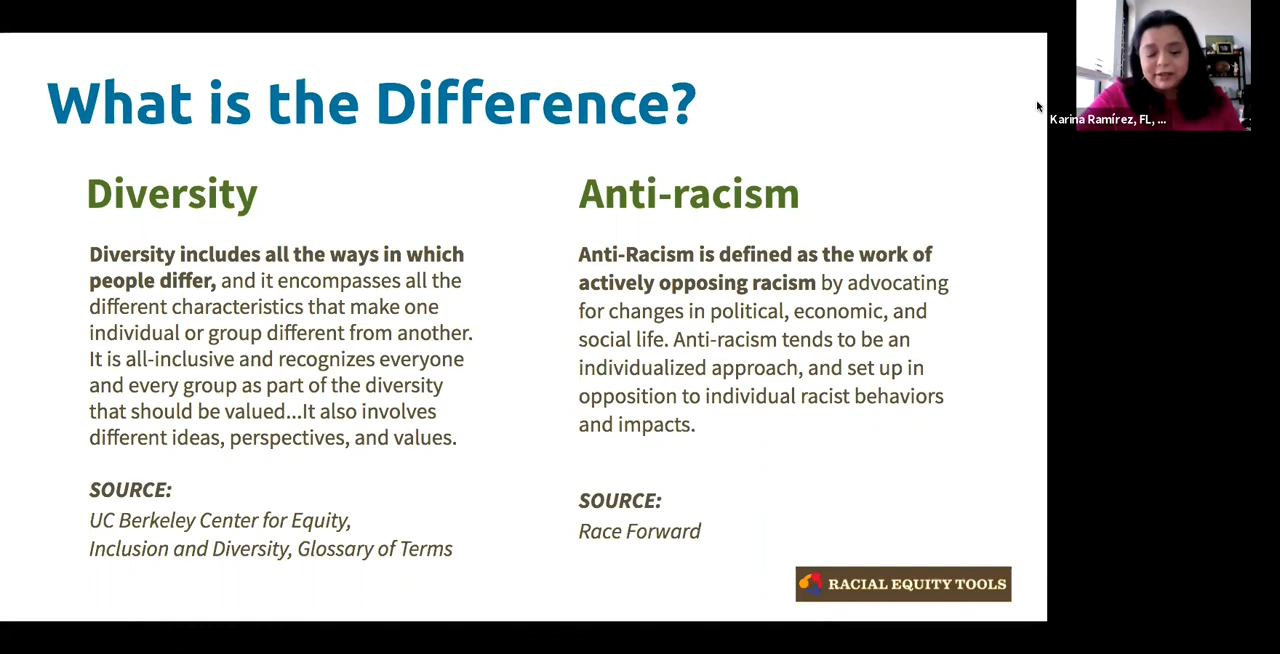 What is the Difference?
Diversity
Diversity includes all the ways in which
people differ, and it encompasses all the
different characteristics that make one
individual or group different from another.
It is all-inclusive and recognizes everyone
and every group as part of the diversity
that should be valued...It also involves
different ideas, perspectives, and values.
SOURCE:
UC Berkeley Center for Equity,
Inclusion and Diversity, Glossary of Terms
Anti-racism
Anti-Racism is defined as the work of
actively opposing racism by advocating
for changes in political, economic, and
social life. Anti-racism tends to be an
individualized approach, and set up in
opposition to individual racist behaviors
and impacts.
SOURCE:
Race Forward
RACIAL EQUITY TOOLS
Karina Ramírez, FL, ...